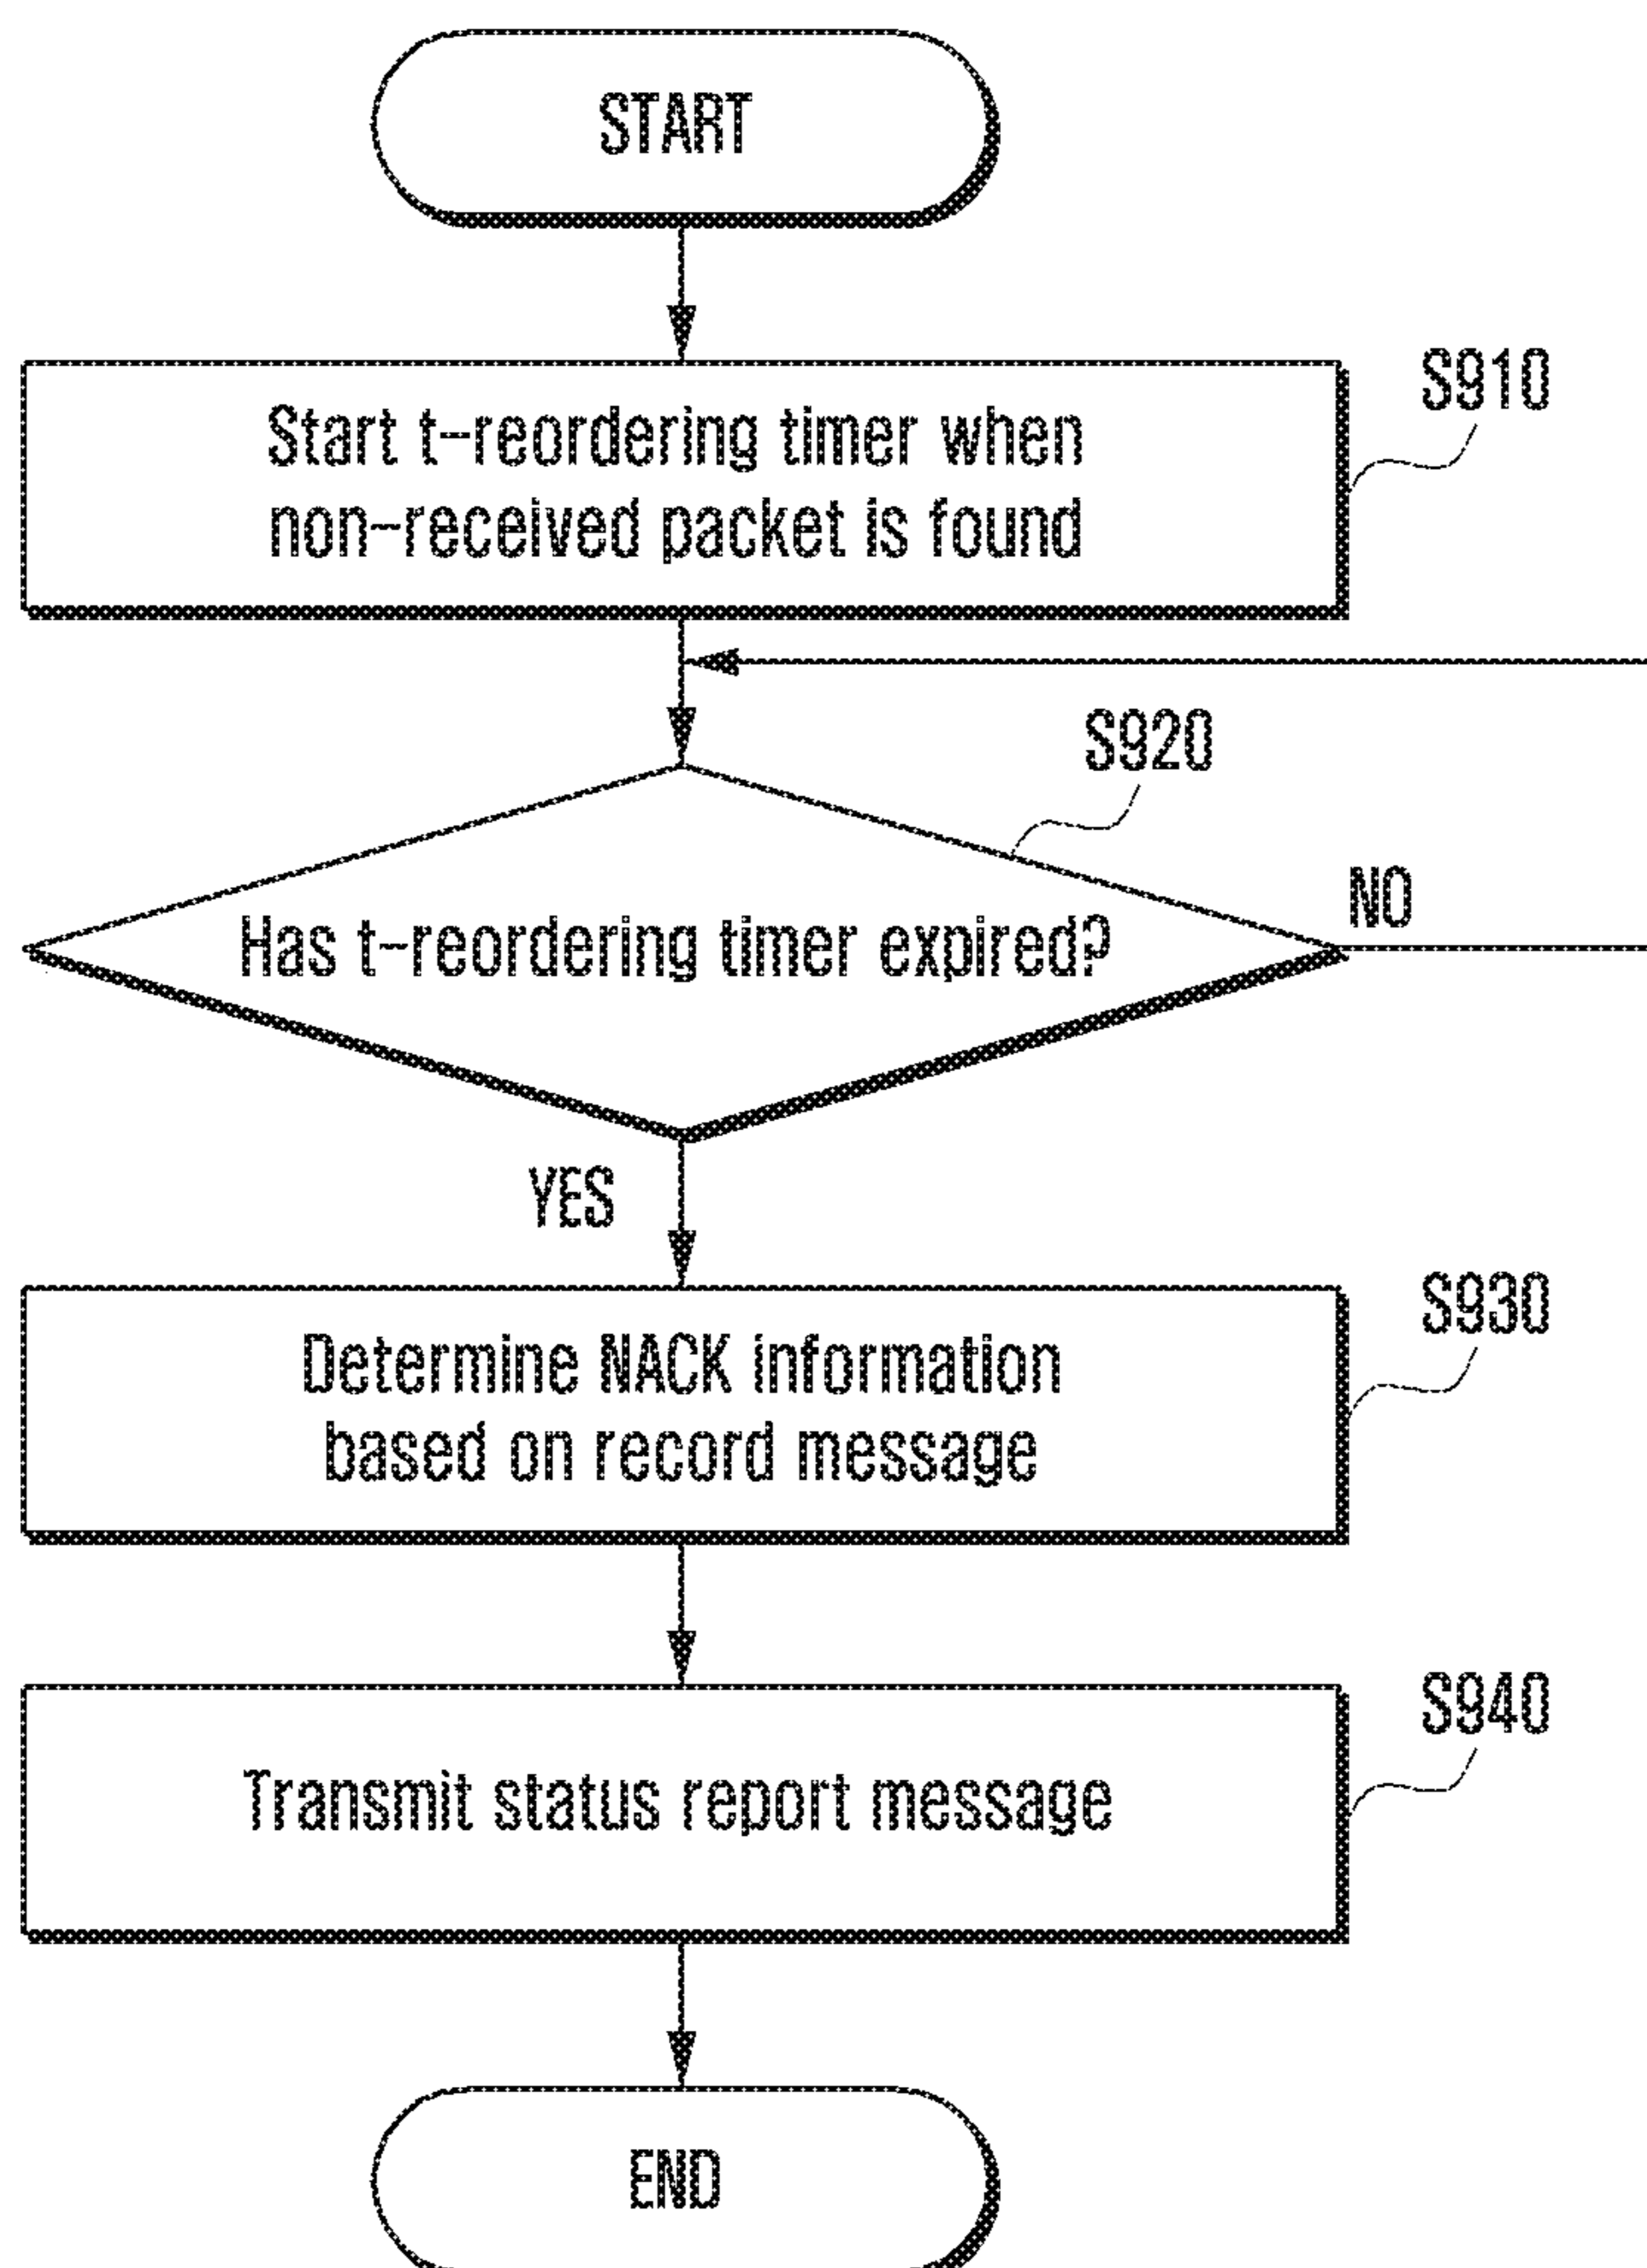 START
S910
Start t-reordering timer when
non-received packet is found
S920
NO
Has t-reordering timer expired?
YES
S930
Determine NACK information
based on record message
S940
Transmit status report message
END